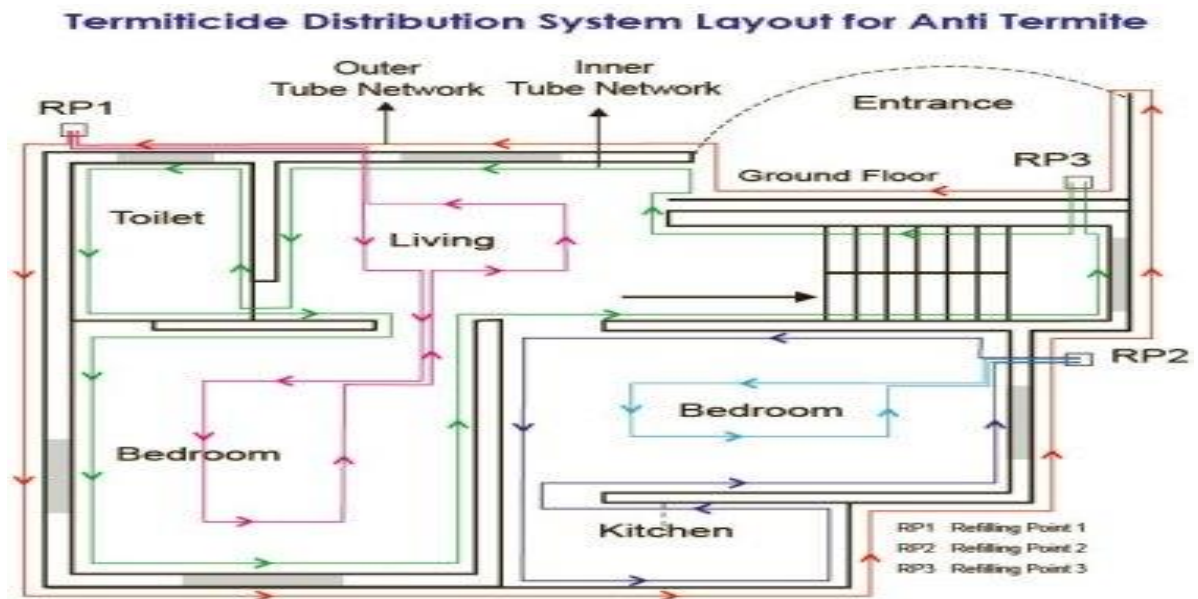 Termiticide Distribution System Layout for Anti Termite
Outer
Tube Network
Inner
Tube Network
Entrance
RP1
RP3
Ground Floor
Toilet
Living
RP2
Bedroom
Bedroom
Kitchen
RP1 Refilling Point 1
RP2 Refilling Point 2
RP3 Refilling Point 3